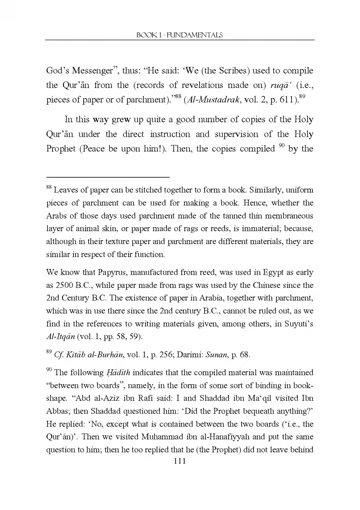 BOOK I - FUNDAMENTALS
God's Messenger”, thus: “He said: ‘We (the Scribes) used to compile
the Qur’ān from the (records of revelations made on) ruqā‘ (i.e.,
pieces of paper or of parchment).”⁸⁸ (Al-Mustadrak, vol. 2, p. 611).⁸⁹
In this way grew up quite a good number of copies of the Holy
Qur’ān under the direct instruction and supervision of the Holy
Prophet (Peace be upon him!). Then, the copies compiled ⁹⁰ by the
⁸⁸ Leaves of paper can be stitched together to form a book. Similarly, uniform
pieces of parchment can be used for making a book. Hence, whether the
Arabs of those days used parchment made of the tanned thin membraneous
layer of animal skin, or paper made of rags or reeds, is immaterial; because,
although in their texture paper and parchment are different materials, they are
similar in respect of their function.
We know that Papyrus, manufactured from reed, was used in Egypt as early
as 2500 B.C., while paper made from rags was used by the Chinese since the
2nd Century B.C. The existence of paper in Arabia, together with parchment,
which was in use there since the 2nd century B.C., cannot be ruled out, as we
find in the references to writing materials given, among others, in Suyuti’s
Al-Itqān (vol. 1, pp. 58, 59).
⁸⁹ Cf. Kitāb al-Burhān, vol. 1, p. 256; Darimi: Sunan, p. 68.
⁹⁰ The following Ḥādith indicates that the compiled material was maintained
“between two boards”, namely, in the form of some sort of binding in book-
shape. “Abd al-Aziz ibn Rafi said: I and Shaddad ibn Ma‘qil visited Ibn
Abbas; then Shaddad questioned him: ‘Did the Prophet bequeath anything?’
He replied: ‘No, except what is contained between the two boards (‘i.e., the
Qur’ān)’. Then we visited Muhammad ibn al-Hanafiyyah and put the same
question to him; then he too replied that he (the Prophet) did not leave behind
111